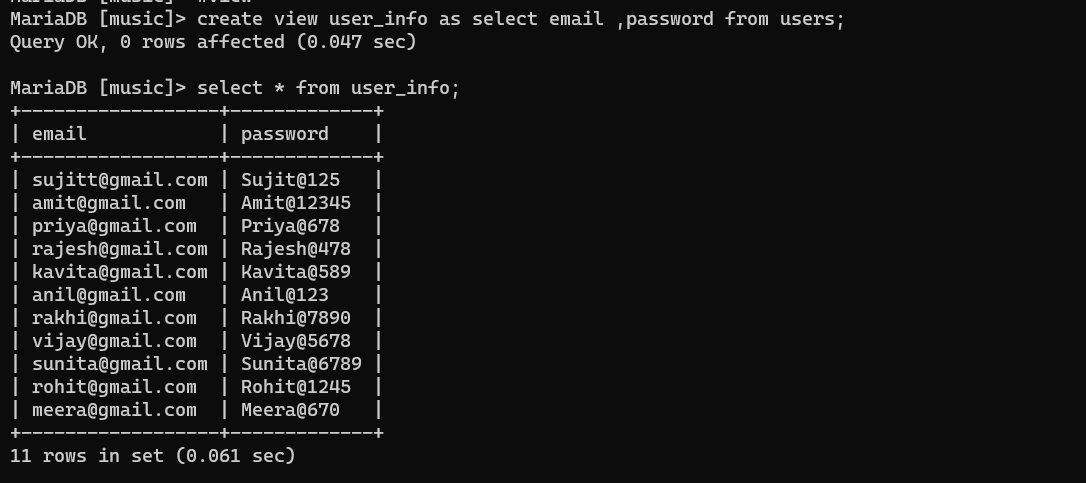 MariaDB [music]> create view user_info as select email ,password from users;
Query OK, 0 rows affected (0.047 sec)
MariaDB [music]> select * from user_info;
+------------------+-------------+
| email            | password    |
+------------------+-------------+
| sujitt@gmail.com | Sujit@125   |
| amit@gmail.com   | Amit@12345  |
| priya@gmail.com  | Priya@678   |
| rajesh@gmail.com | Rajesh@478  |
| kavita@gmail.com | Kavita@589  |
| anil@gmail.com   | Anil@123    |
| rakhi@gmail.com  | Rakhi@7890  |
| vijay@gmail.com  | Vijay@5678  |
| sunita@gmail.com | Sunita@6789 |
| rohit@gmail.com  | Rohit@1245  |
| meera@gmail.com  | Meera@670   |
+------------------+-------------+
11 rows in set (0.061 sec)